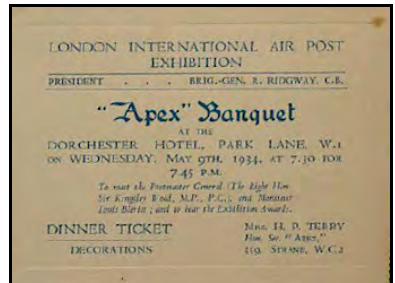 LONDON INTERNATIONAL AIR POST
EXHIBITION
PRESIDENT . . . BRIG.-GEN. R. RIDGWAY, C.B.
"Apex" Banquet
AT THE
DORCHESTER HOTEL, PARK LANE, W.1
ON WEDNESDAY, MAY 9TH, 1934, AT 7.30 FOR
7.45 P.M.
To meet the Postmaster General (The Right Hon.
Sir Kingsley Wood, M.P., P.C.), and Monsieur
Louis Bleriot; and to hear the Exhibition Awards.
DINNER TICKET
DECORATIONS
H. P. TERRY
Hon. Sec. "APEX,"
STRAND, W.C.2